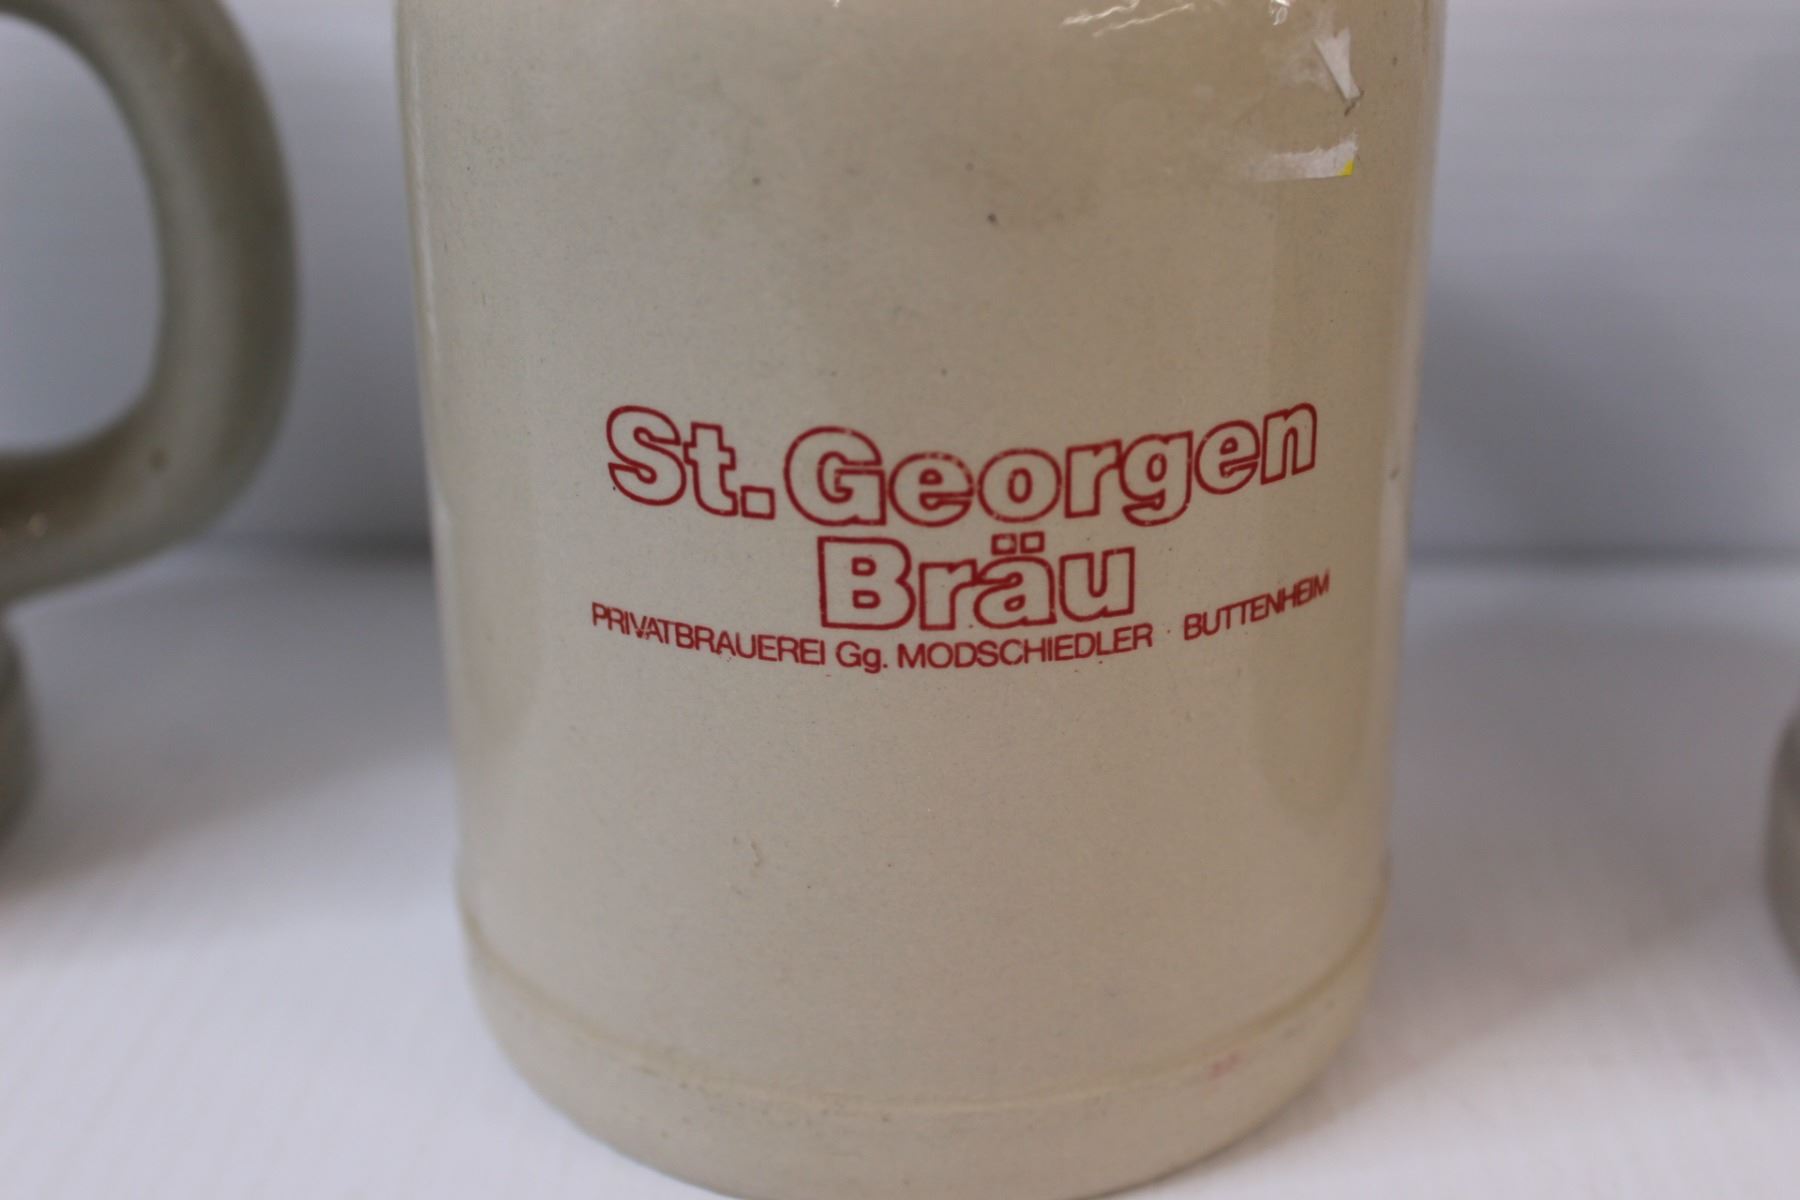 St. Georgen
Bräu
PRIVATBRAUEREI Gg. MODSCHIEDLER · BUTTENHEIM